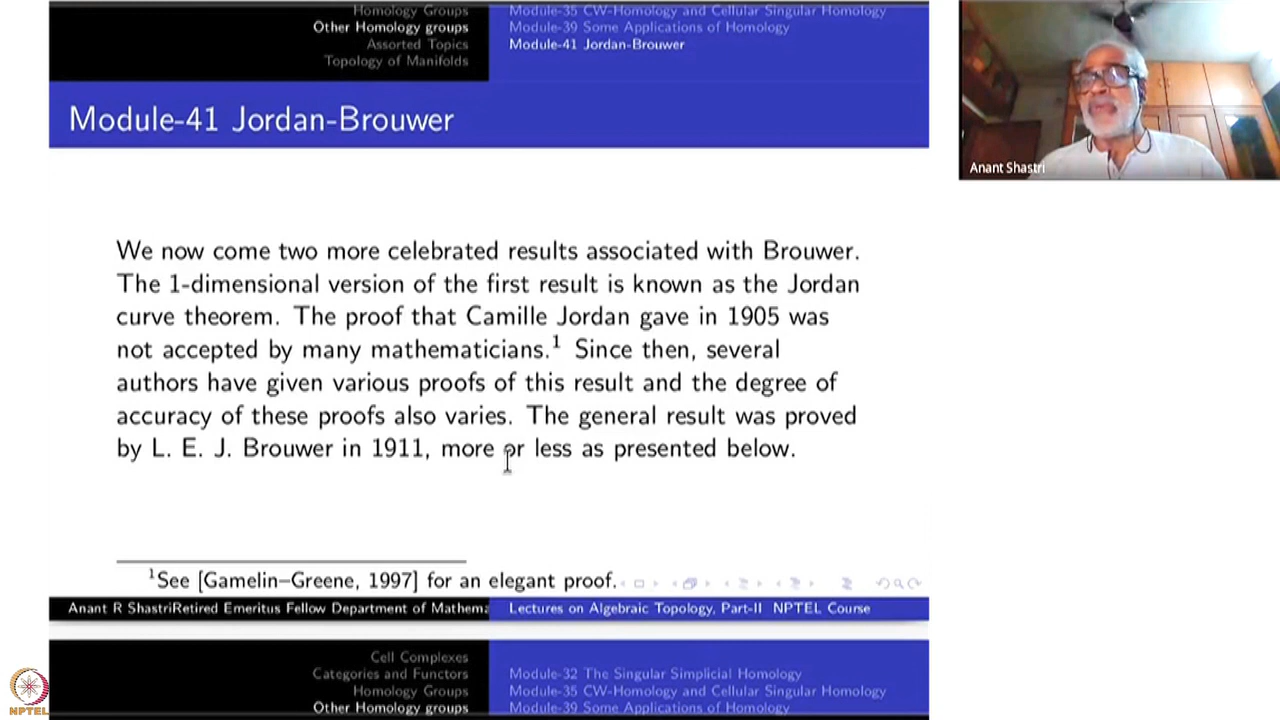 Homology Groups
Other Homology groups
Assorted Topics
Topology of Manifolds
Module-35 CW-Homology and Cellular Singular Homology
Module-39 Some Applications of Homology
Module-41 Jordan-Brouwer
Module-41 Jordan-Brouwer
Anant Shastri
We now come two more celebrated results associated with Brouwer.
The 1-dimensional version of the first result is known as the Jordan
curve theorem. The proof that Camille Jordan gave in 1905 was
not accepted by many mathematicians.¹ Since then, several
authors have given various proofs of this result and the degree of
accuracy of these proofs also varies. The general result was proved
by L. E. J. Brouwer in 1911, more or less as presented below.
¹See [Gamelin–Greene, 1997] for an elegant proof.
Anant R ShastriRetired Emeritus Fellow Department of Mathema
Lectures on Algebraic Topology, Part-II NPTEL Course
Cell Complexes
Categories and Functors
Homology Groups
Other Homology groups
Module-32 The Singular Simplicial Homology
Module-35 CW-Homology and Cellular Singular Homology
Module-39 Some Applications of Homology
NPTEL